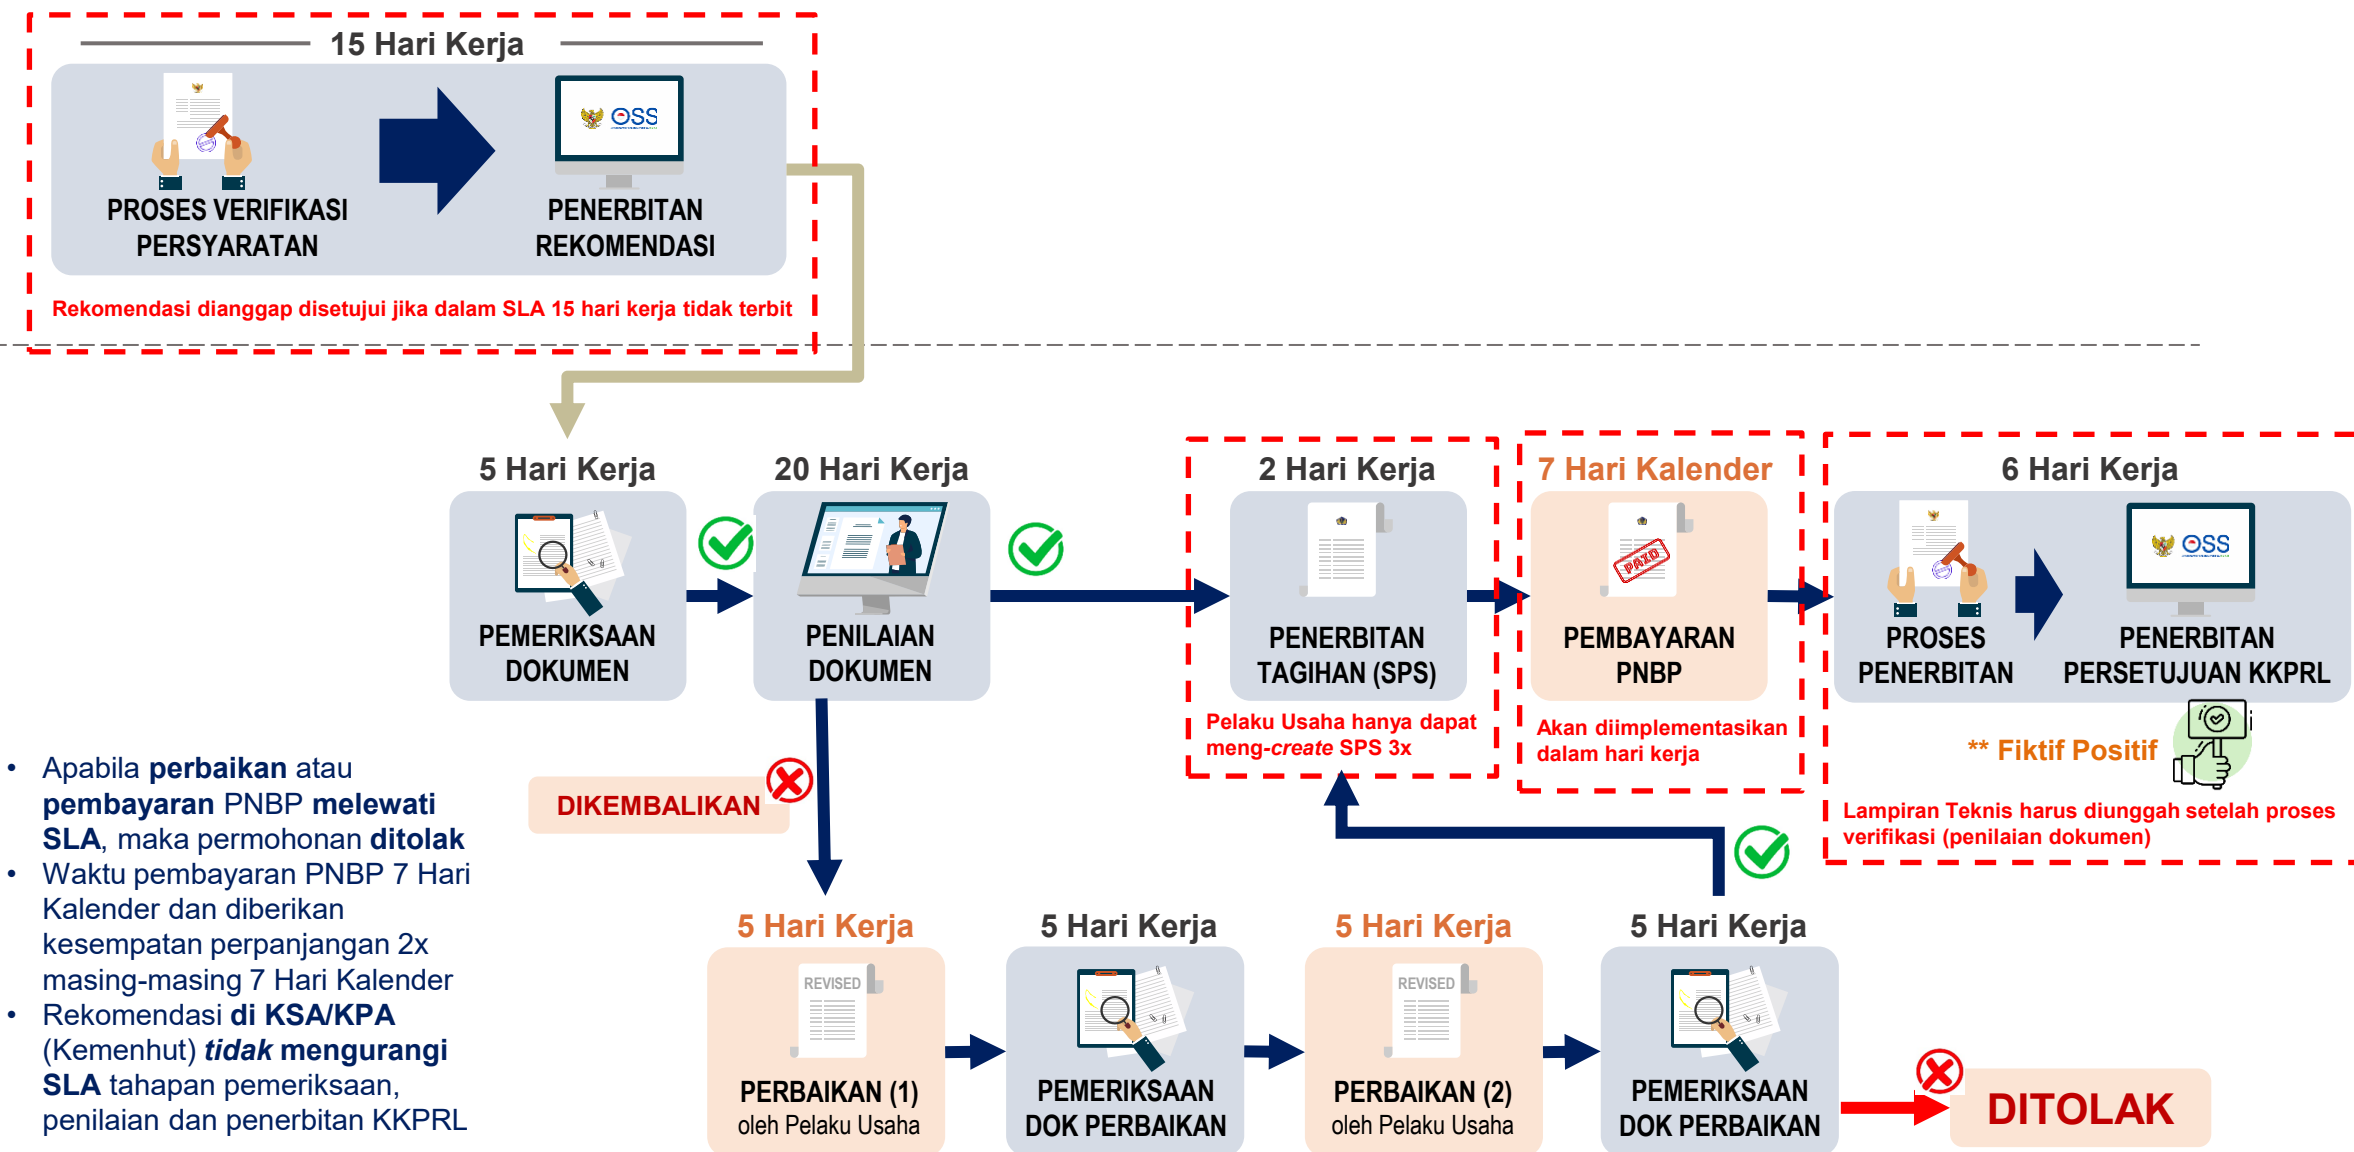 15 Hari Kerja
OSS
PROSES VERIFIKASI
PERSYARATAN
PENERBITAN
REKOMENDASI
Rekomendasi dianggap disetujui jika dalam SLA 15 hari kerja tidak terbit
5 Hari Kerja
20 Hari Kerja
2 Hari Kerja
7 Hari Kalender
6 Hari Kerja
PAID
OSS
PEMERIKSAAN
DOKUMEN
PENILAIAN
DOKUMEN
PENERBITAN
TAGIHAN (SPS)
PEMBAYARAN
PNBP
PROSES
PENERBITAN
PENERBITAN
PERSETUJUAN KKPRL
Pelaku Usaha hanya dapat
meng-create SPS 3x
Akan diimplementasikan
dalam hari kerja
** Fiktif Positif
Lampiran Teknis harus diunggah setelah proses
verifikasi (penilaian dokumen)
DIKEMBALIKAN
• Apabila perbaikan atau
pembayaran PNBP melewati
SLA, maka permohonan ditolak
• Waktu pembayaran PNBP 7 Hari
Kalender dan diberikan
kesempatan perpanjangan 2x
masing-masing 7 Hari Kalender
• Rekomendasi di KSA/KPA
(Kemenhut) tidak mengurangi
SLA tahapan pemeriksaan,
penilaian dan penerbitan KKPRL
5 Hari Kerja
5 Hari Kerja
5 Hari Kerja
5 Hari Kerja
REVISED
REVISED
PERBAIKAN (1)
oleh Pelaku Usaha
PEMERIKSAAN
DOK PERBAIKAN
PERBAIKAN (2)
oleh Pelaku Usaha
PEMERIKSAAN
DOK PERBAIKAN
DITOLAK